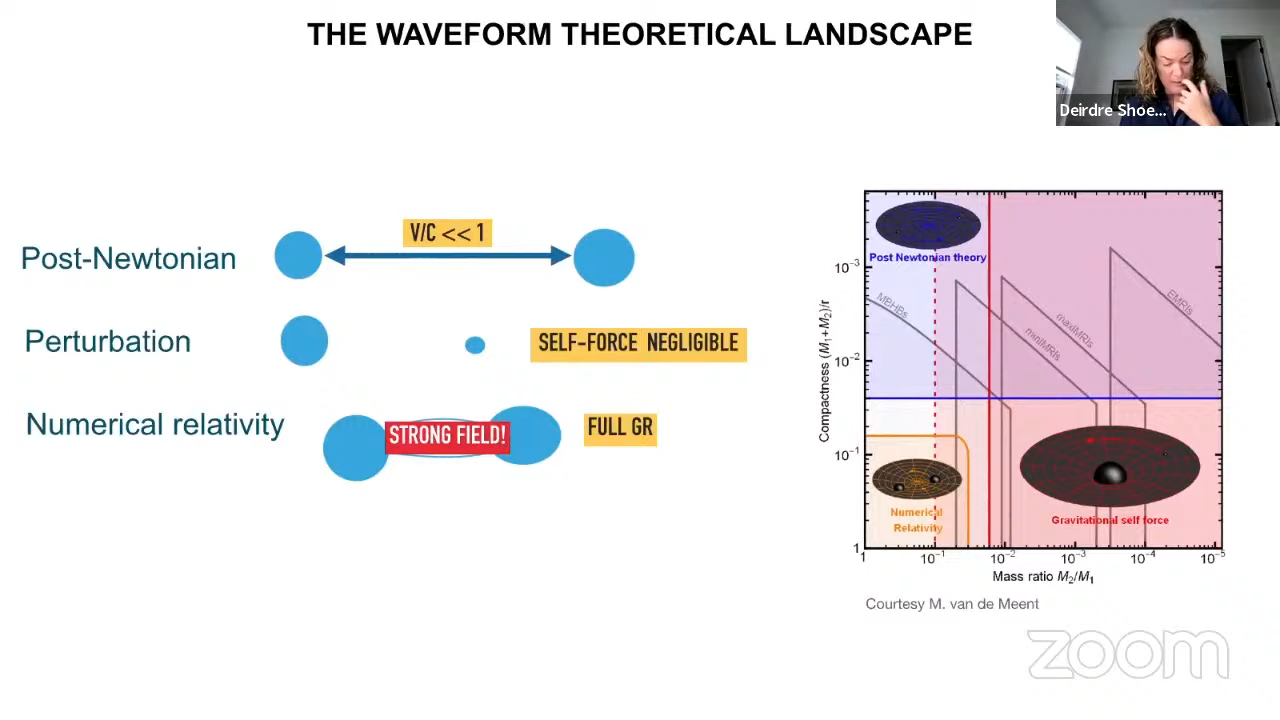 THE WAVEFORM THEORETICAL LANDSCAPE
Deirdre Shoe...
V/C << 1
Post-Newtonian
Perturbation
SELF-FORCE NEGLIGIBLE
Numerical relativity
STRONG FIELD!
FULL GR
Post Newtonian theory
MBHBs
miniMRIs
maxIMRIs
EMRIs
Numerical
Relativity
Gravitational self force
Compactness (M₁+M₂)/r
10⁻³
10⁻²
10⁻¹
1
1
10⁻¹
10⁻²
10⁻³
10⁻⁴
10⁻⁵
Mass ratio M₂/M₁
Courtesy M. van de Meent
zoom